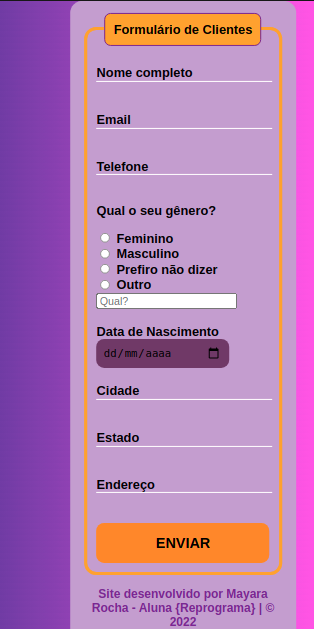 Formulário de Clientes
Nome completo
Email
Telefone
Qual o seu gênero?
Feminino
Masculino
Prefiro não dizer
Outro
Qual?
Data de Nascimento
dd/mm/aaaa
Cidade
Estado
Endereço
ENVIAR
Site desenvolvido por Mayara
Rocha - Aluna {Reprograma} | ©
2022